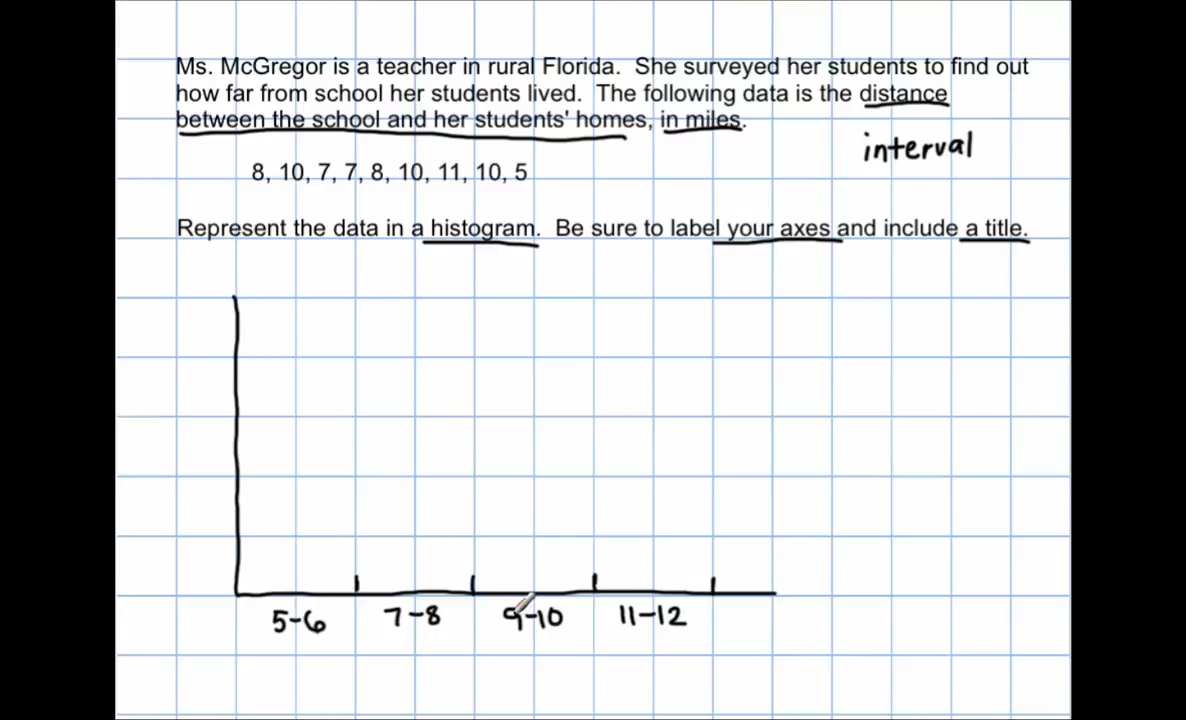 Ms. McGregor is a teacher in rural Florida.  She surveyed her students to find out
how far from school her students lived.  The following data is the distance
between the school and her students' homes, in miles.
interval
8, 10, 7, 7, 8, 10, 11, 10, 5
Represent the data in a histogram.  Be sure to label your axes and include a title.
5-6 7-8 9-10 11-12